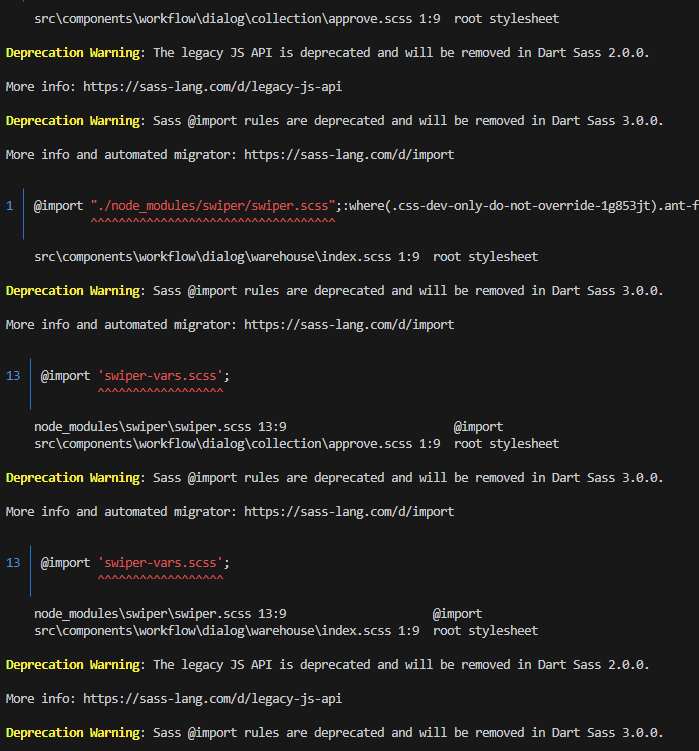 src\components\workflow\dialog\collection\approve.scss 1:9  root stylesheet
Deprecation Warning: The legacy JS API is deprecated and will be removed in Dart Sass 2.0.0.
More info: https://sass-lang.com/d/legacy-js-api
Deprecation Warning: Sass @import rules are deprecated and will be removed in Dart Sass 3.0.0.
More info and automated migrator: https://sass-lang.com/d/import
1 │ @import "./node_modules/swiper/swiper.scss";:where(.css-dev-only-do-not-override-1g853jt).ant-f
^^^^^^^^^^^^^^^^^^^^^^^^^^^^^^^^^^^
src\components\workflow\dialog\warehouse\index.scss 1:9  root stylesheet
Deprecation Warning: Sass @import rules are deprecated and will be removed in Dart Sass 3.0.0.
More info and automated migrator: https://sass-lang.com/d/import
13 │ @import 'swiper-vars.scss';
^^^^^^^^^^^^^^^^^^
node_modules\swiper\swiper.scss 13:9                        @import
src\components\workflow\dialog\collection\approve.scss 1:9  root stylesheet
Deprecation Warning: Sass @import rules are deprecated and will be removed in Dart Sass 3.0.0.
More info and automated migrator: https://sass-lang.com/d/import
13 │ @import 'swiper-vars.scss';
^^^^^^^^^^^^^^^^^^
node_modules\swiper\swiper.scss 13:9                     @import
src\components\workflow\dialog\warehouse\index.scss 1:9  root stylesheet
Deprecation Warning: The legacy JS API is deprecated and will be removed in Dart Sass 2.0.0.
More info: https://sass-lang.com/d/legacy-js-api
Deprecation Warning: Sass @import rules are deprecated and will be removed in Dart Sass 3.0.0.